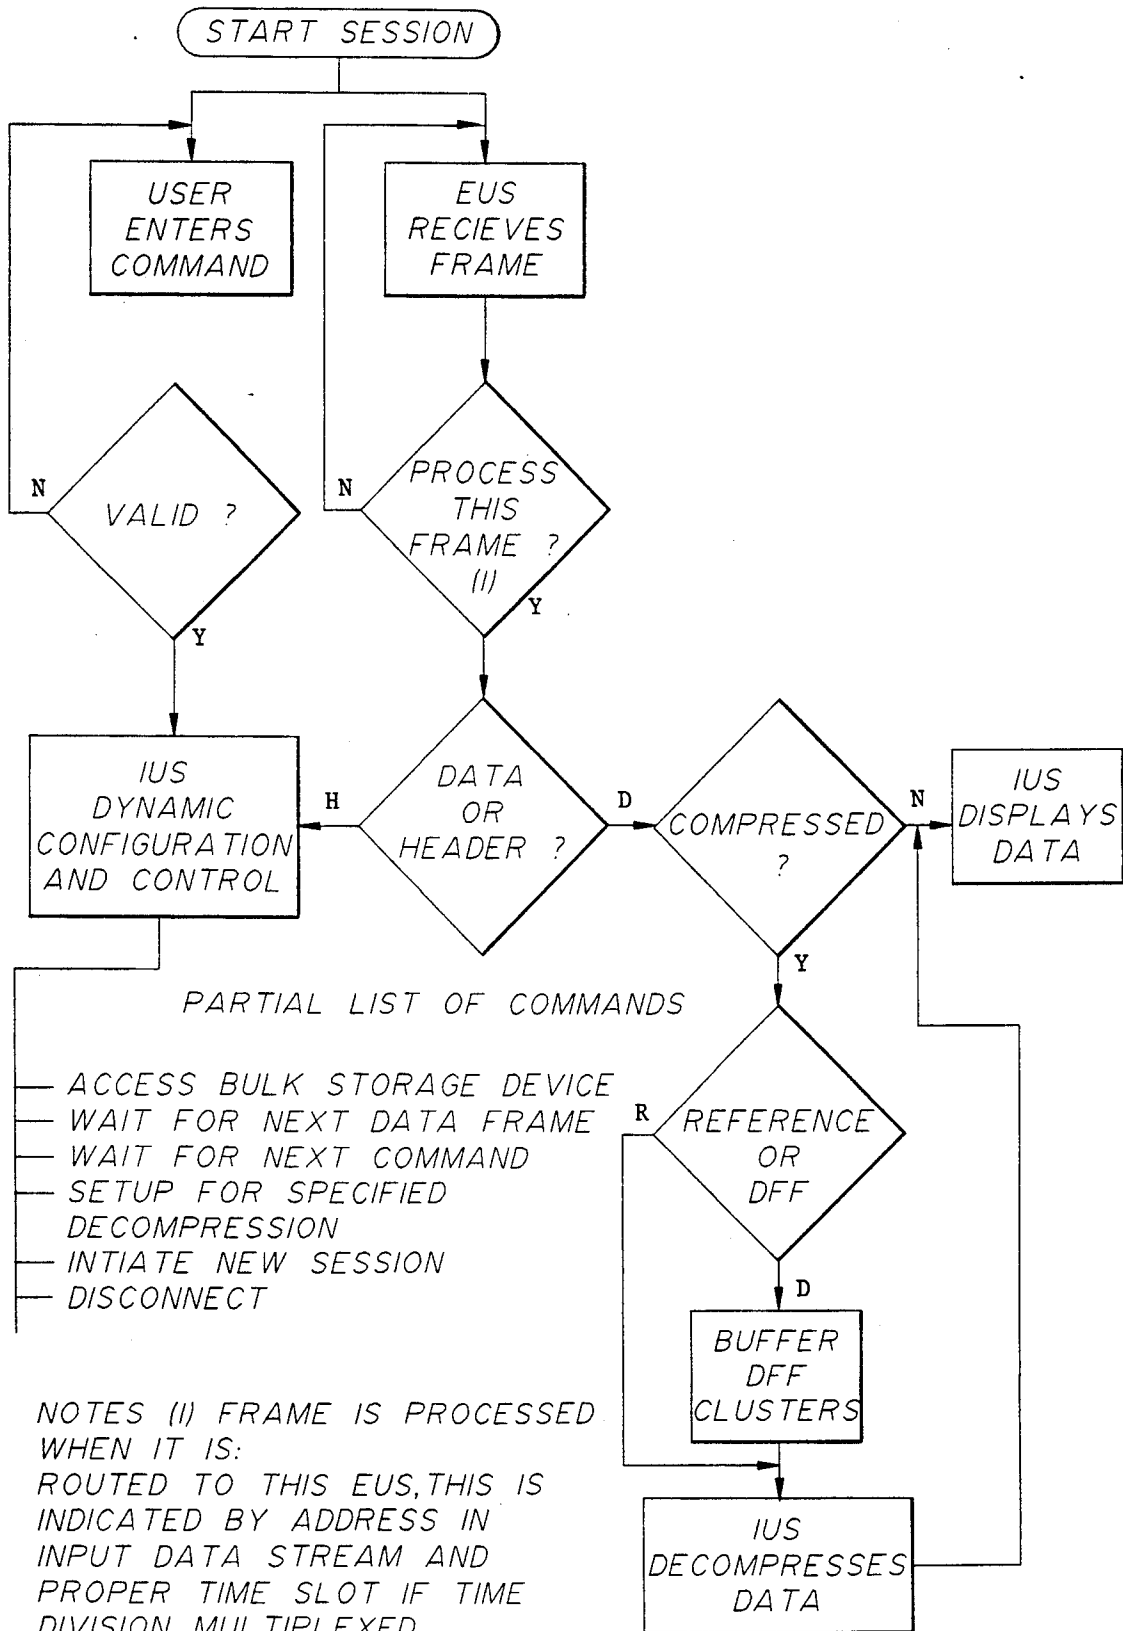 START SESSION
USER
ENTERS
COMMAND
EUS
RECIEVES
FRAME
N
VALID ?
Y
N
PROCESS
THIS
FRAME ?
(1)
Y
IUS
DYNAMIC
CONFIGURATION
AND CONTROL
H
DATA
OR
HEADER ?
D
COMPRESSED
?
N
IUS
DISPLAYS
DATA
Y
PARTIAL LIST OF COMMANDS
ACCESS BULK STORAGE DEVICE
WAIT FOR NEXT DATA FRAME
WAIT FOR NEXT COMMAND
SETUP FOR SPECIFIED
DECOMPRESSION
INTIATE NEW SESSION
DISCONNECT
R
REFERENCE
OR
DFF
D
BUFFER
DFF
CLUSTERS
IUS
DECOMPRESSES
DATA
NOTES (1) FRAME IS PROCESSED
WHEN IT IS:
ROUTED TO THIS EUS,THIS IS
INDICATED BY ADDRESS IN
INPUT DATA STREAM AND
PROPER TIME SLOT IF TIME
DIVISION MULTIPLEXED